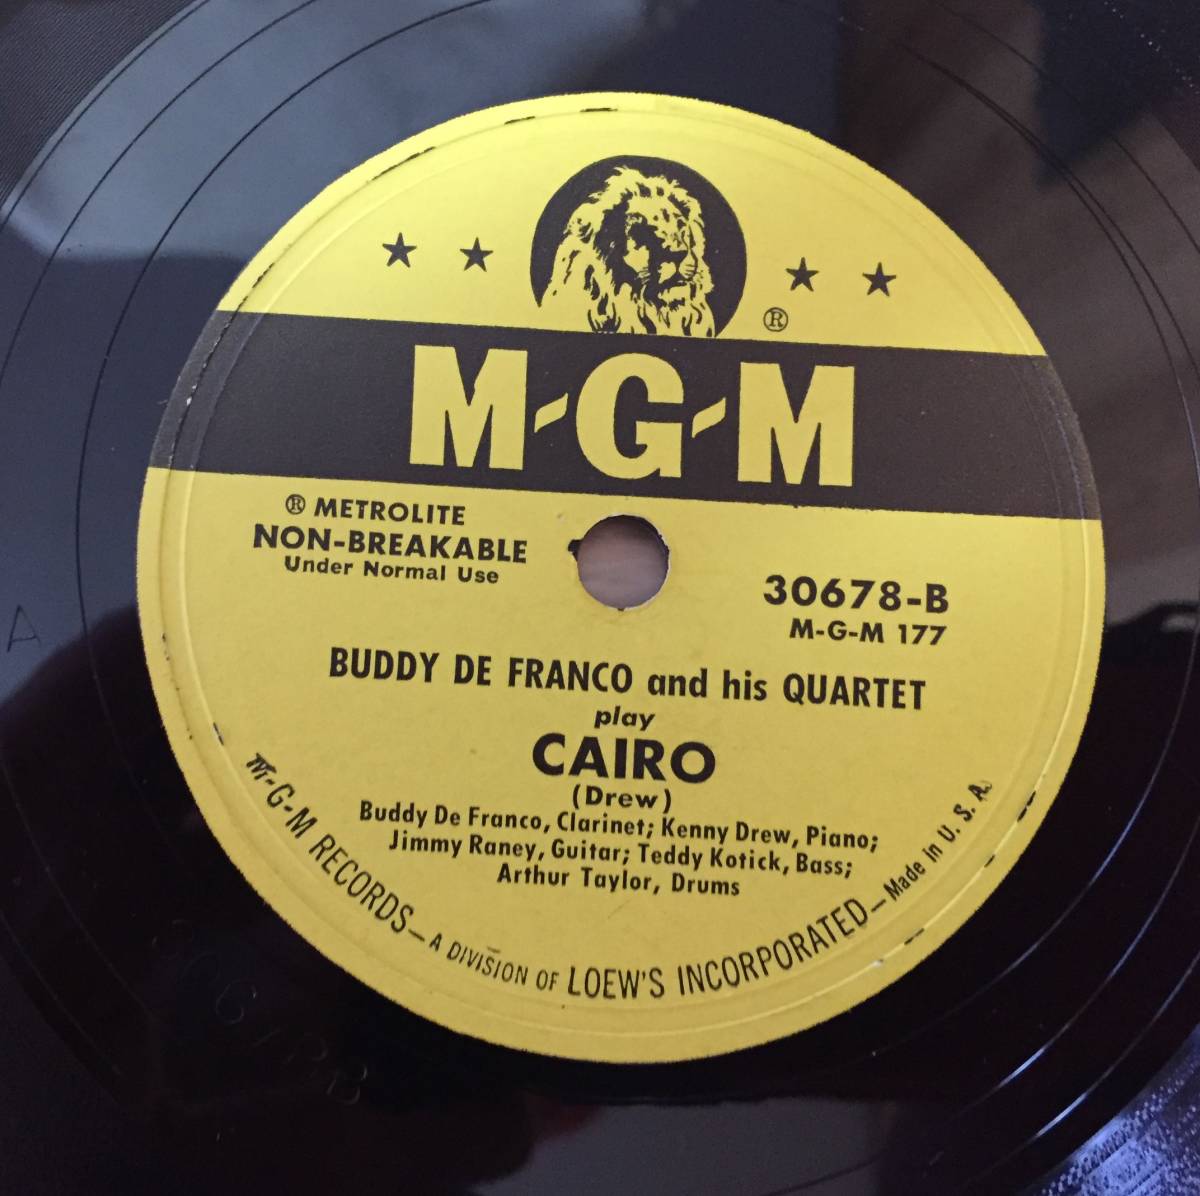 ®
M-G-M
® METROLITE
NON-BREAKABLE
Under Normal Use
30678-B
M-G-M 177
BUDDY DE FRANCO and his QUARTET
play
CAIRO
(Drew)
Buddy De Franco, Clarinet; Kenny Drew, Piano;
Jimmy Raney, Guitar; Teddy Kotick, Bass;
Arthur Taylor, Drums
M-G-M RECORDS—A DIVISION OF LOEW'S INCORPORATED—Made in U. S. A.
A